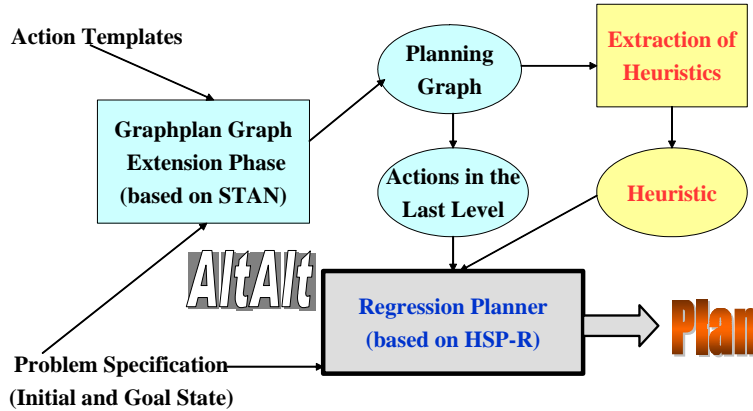 Action Templates
Planning
Graph
Extraction of
Heuristics
Graphplan Graph
Extension Phase
(based on STAN)
Actions in the
Last Level
Heuristic
AltAlt
Regression Planner
(based on HSP-R)
Plan
Problem Specification
(Initial and Goal State)